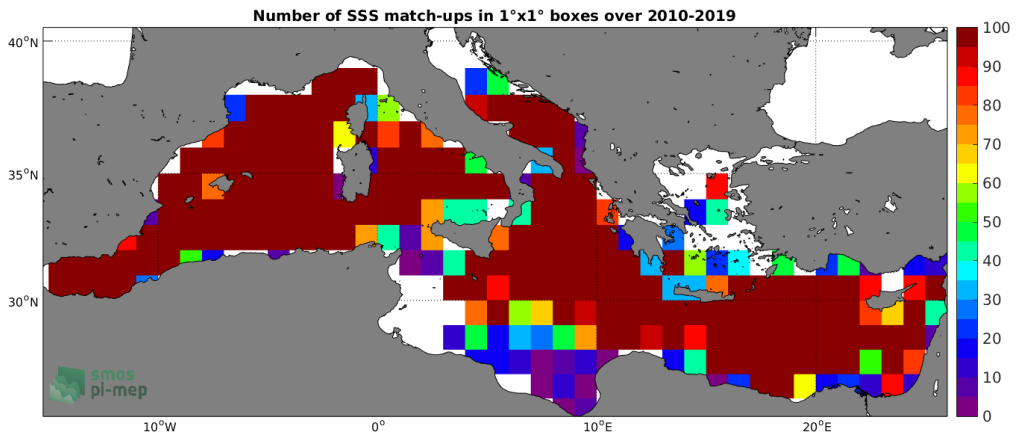 Number of SSS match-ups in 1°x1° boxes over 2010-2019
40°N
35°N
30°N
10°W
0°
10°E
20°E
100
90
80
70
60
50
40
30
20
10
0
smos
pi-mep